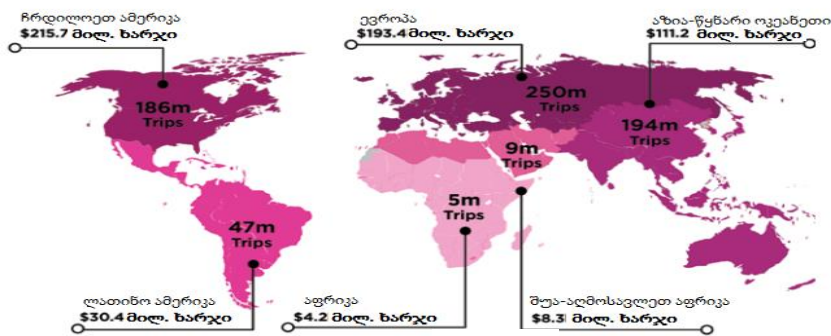 ჩრდილოეთ ამერიკა
$215.7 მილ. ხარჯი
ევროპა
$193.4 მილ. ხარჯი
აზია-წყნარი ოკეანეთი
$111.2 მილ. ხარჯი
186m
Trips
250m
Trips
194m
Trips
9m
Trips
5m
Trips
47m
Trips
ლათინო ამერიკა
$30.4 მილ. ხარჯი
აფრიკა
$4.2 მილ. ხარჯი
შუა-აღმოსავლეთ აფრიკა
$8.3 მილ. ხარჯი